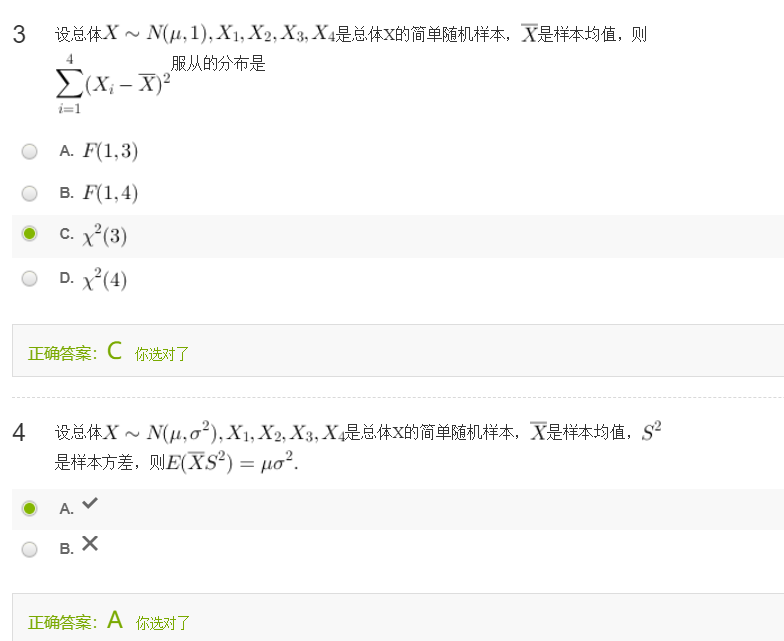 3 设总体X ~ N(μ, 1), X₁, X₂, X₃, X₄是总体X的简单随机样本，X̅是样本均值，则
∑ᵢ₌₁⁴(Xᵢ − X̅)²服从的分布是
A. F(1, 3)
B. F(1, 4)
C. χ²(3)
D. χ²(4)
正确答案：C 你选对了
4 设总体X ~ N(μ, σ²), X₁, X₂, X₃, X₄是总体X的简单随机样本，X̅是样本均值，S²
是样本方差，则E(X̅S²) = μσ².
A. ✓
B. ✕
正确答案：A 你选对了